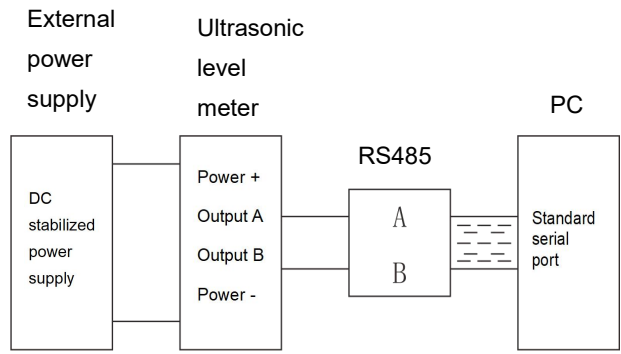 External
power
supply
Ultrasonic
level
meter
PC
RS485
DC
stabilized
power
supply
Power +
Output A
Output B
Power -
A
B
Standard
serial
port